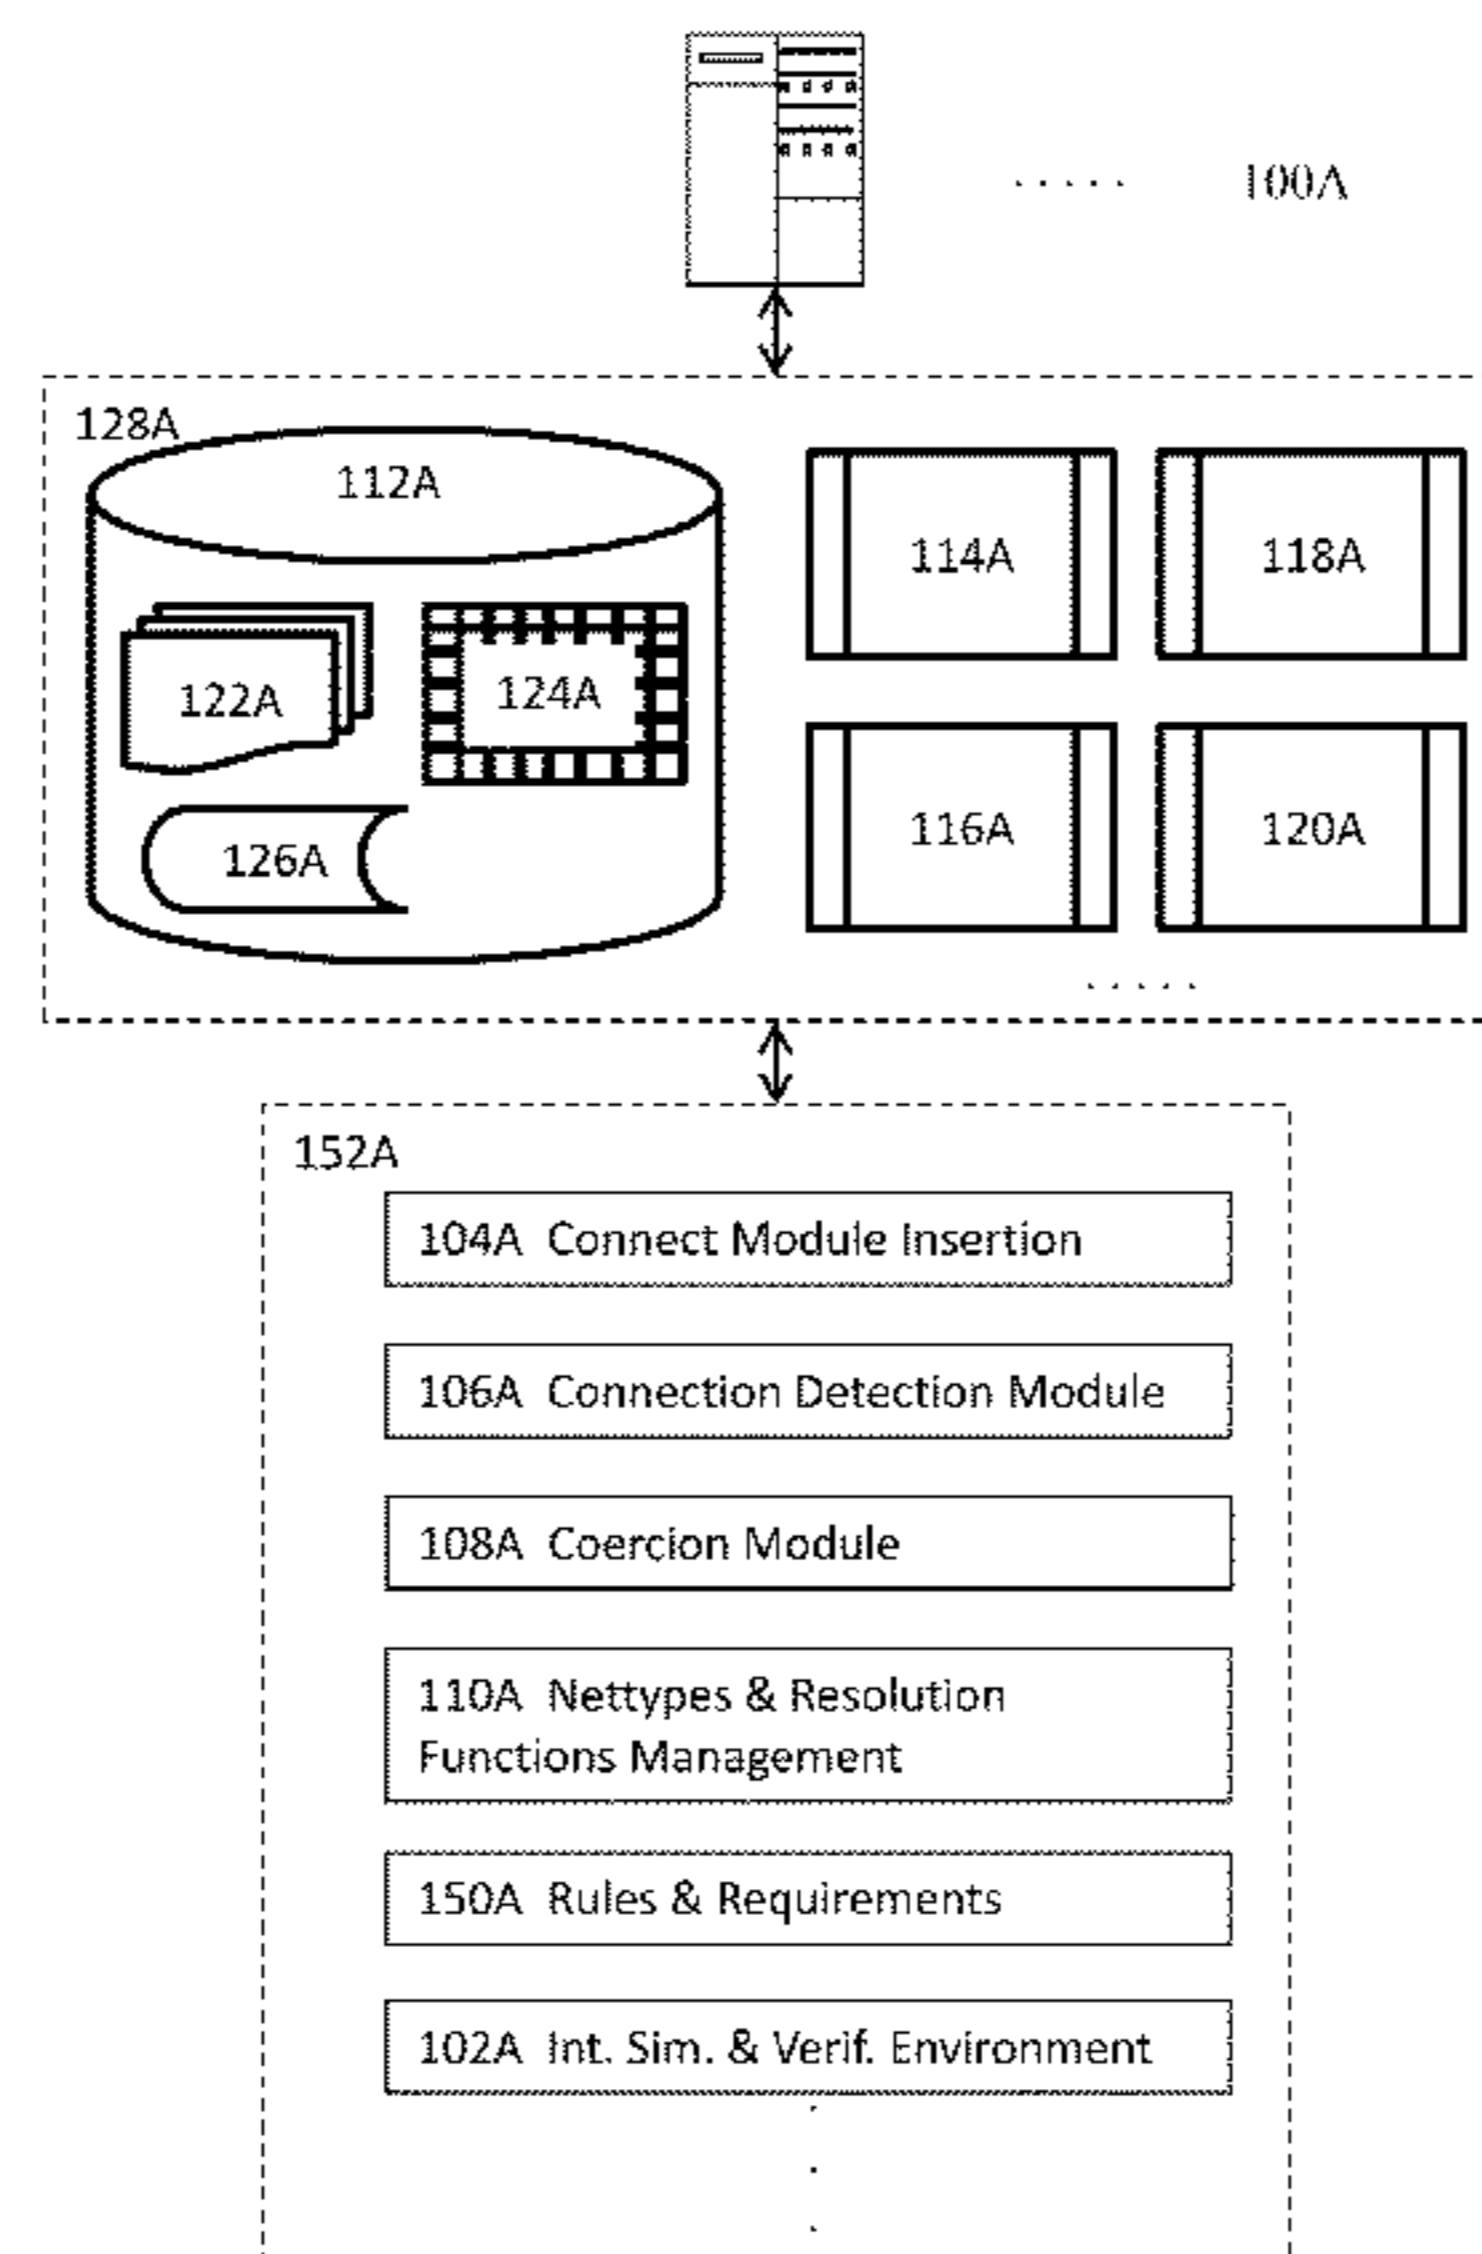 100A
128A
112A
114A
118A
122A
124A
116A
120A
126A
152A
104A Connect Module Insertion
106A Connection Detection Module
108A Coercion Module
110A Nettypes & Resolution
Functions Management
150A Rules & Requirements
102A Int. Sim. & Verif. Environment